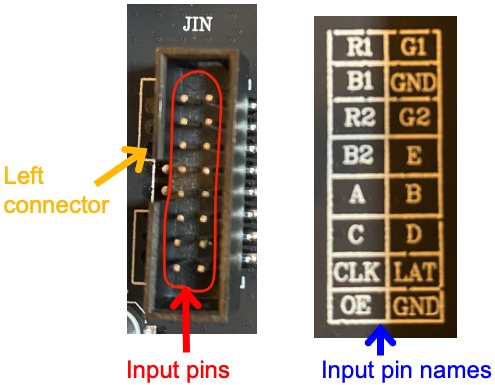 JIN
Left
connector
Input pins
R1 G1
B1 GND
R2 G2
B2 E
A B
C D
CLK LAT
OE GND
Input pin names